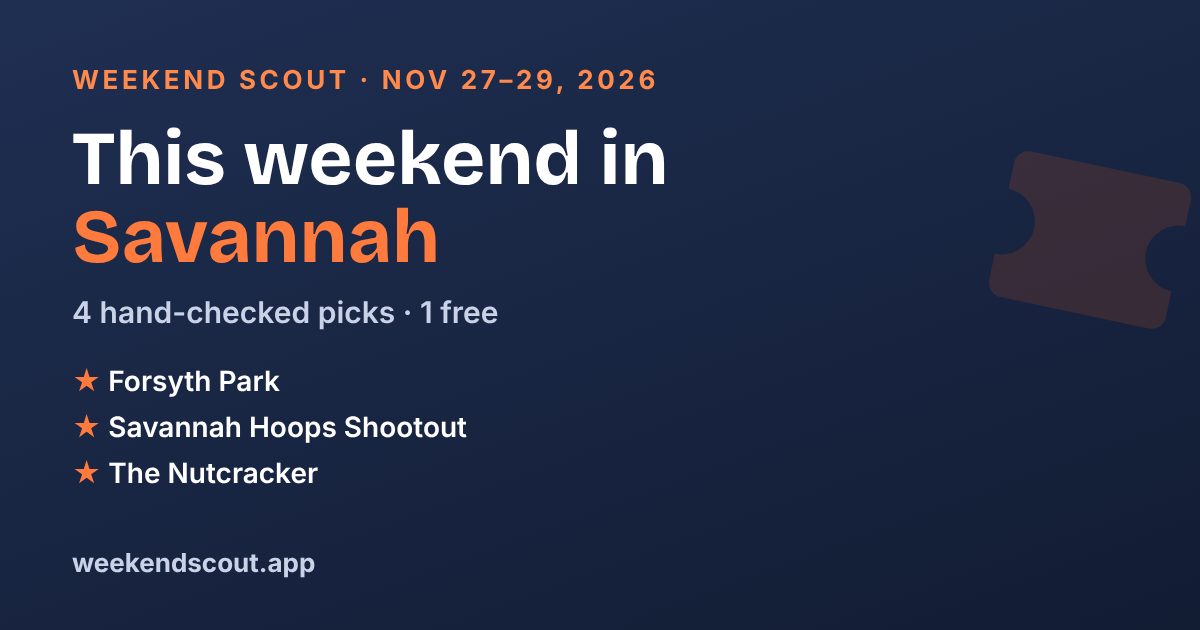 WEEKEND SCOUT · NOV 27–29, 2026
This weekend in
Savannah
4 hand-checked picks · 1 free
★ Forsyth Park
★ Savannah Hoops Shootout
★ The Nutcracker
weekendscout.app